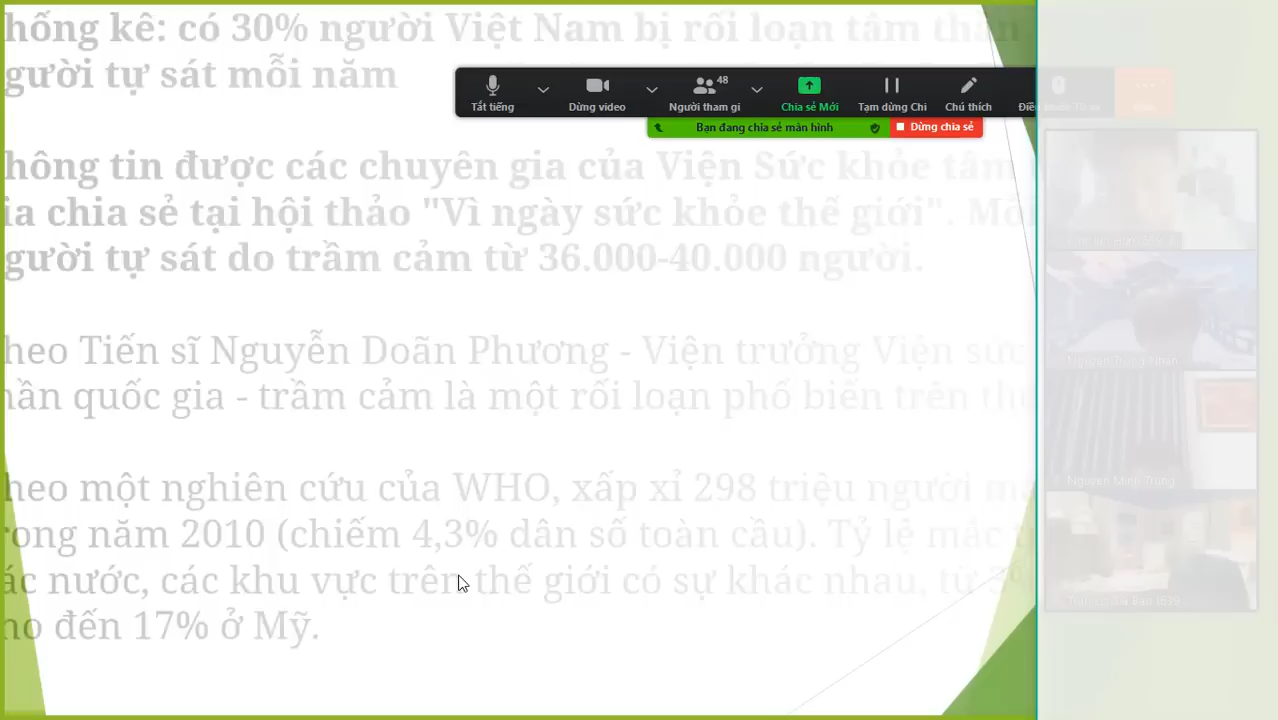 hống kê: có 30% người Việt Nam bị rối loạn tâm thần
gười tự sát mỗi năm
48
Tắt tiếng
Dừng video
Người tham gi
Chia sẻ Mới
Tạm dừng Chi
Chú thích
Bạn đang chia sẻ màn hình
Dừng chia sẻ
hông tin được các chuyên gia của Viện Sức khỏe tâm
ia chia sẻ tại hội thảo "Vì ngày sức khỏe thế giới".
gười tự sát do trầm cảm từ 36.000-40.000 người.
heo Tiến sĩ Nguyễn Doãn Phương - Viện trưởng Viện sức
hần quốc gia - trầm cảm là một rối loạn phổ biến trên
heo một nghiên cứu của WHO, xấp xỉ 298 triệu người
rong năm 2010 (chiếm 4,3% dân số toàn cầu). Tỷ lệ mắc
ác nước, các khu vực trên thế giới có sự khác nhau, từ
ho đến 17% ở Mỹ.
Nguyen Trung Nhan
Nguyen Minh Trung